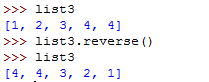 >>> list3
[1, 2, 3, 4, 4]
>>> list3.reverse()
>>> list3
[4, 4, 3, 2, 1]